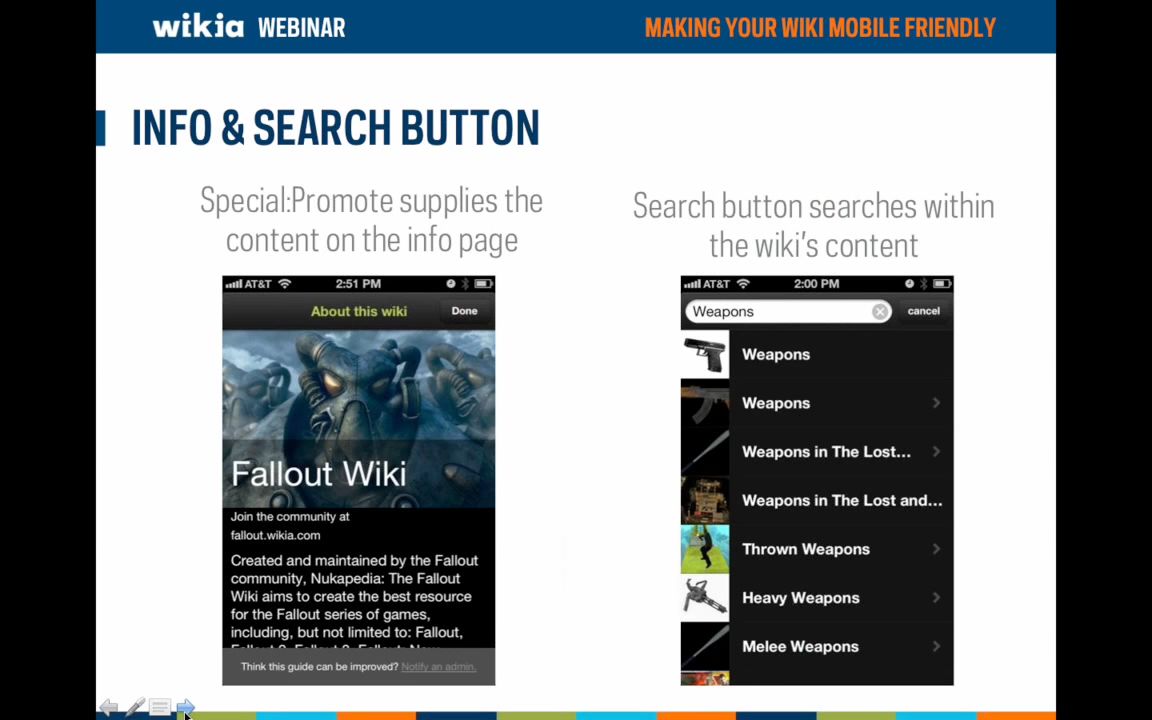 wikia WEBINAR
MAKING YOUR WIKI MOBILE FRIENDLY
INFO & SEARCH BUTTON
Special:Promote supplies the
content on the info page
AT&T 2:51 PM
About this wiki Done
Fallout Wiki
Join the community at
fallout.wikia.com
Created and maintained by the Fallout
community, Nukapedia: The Fallout
Wiki aims to create the best resource
for the Fallout series of games,
including, but not limited to: Fallout,
Think this guide can be improved? Notify an admin.
Search button searches within
the wiki's content
AT&T 2:00 PM
Weapons cancel
Weapons
Weapons
Weapons in The Lost...
Weapons in The Lost and...
Thrown Weapons
Heavy Weapons
Melee Weapons